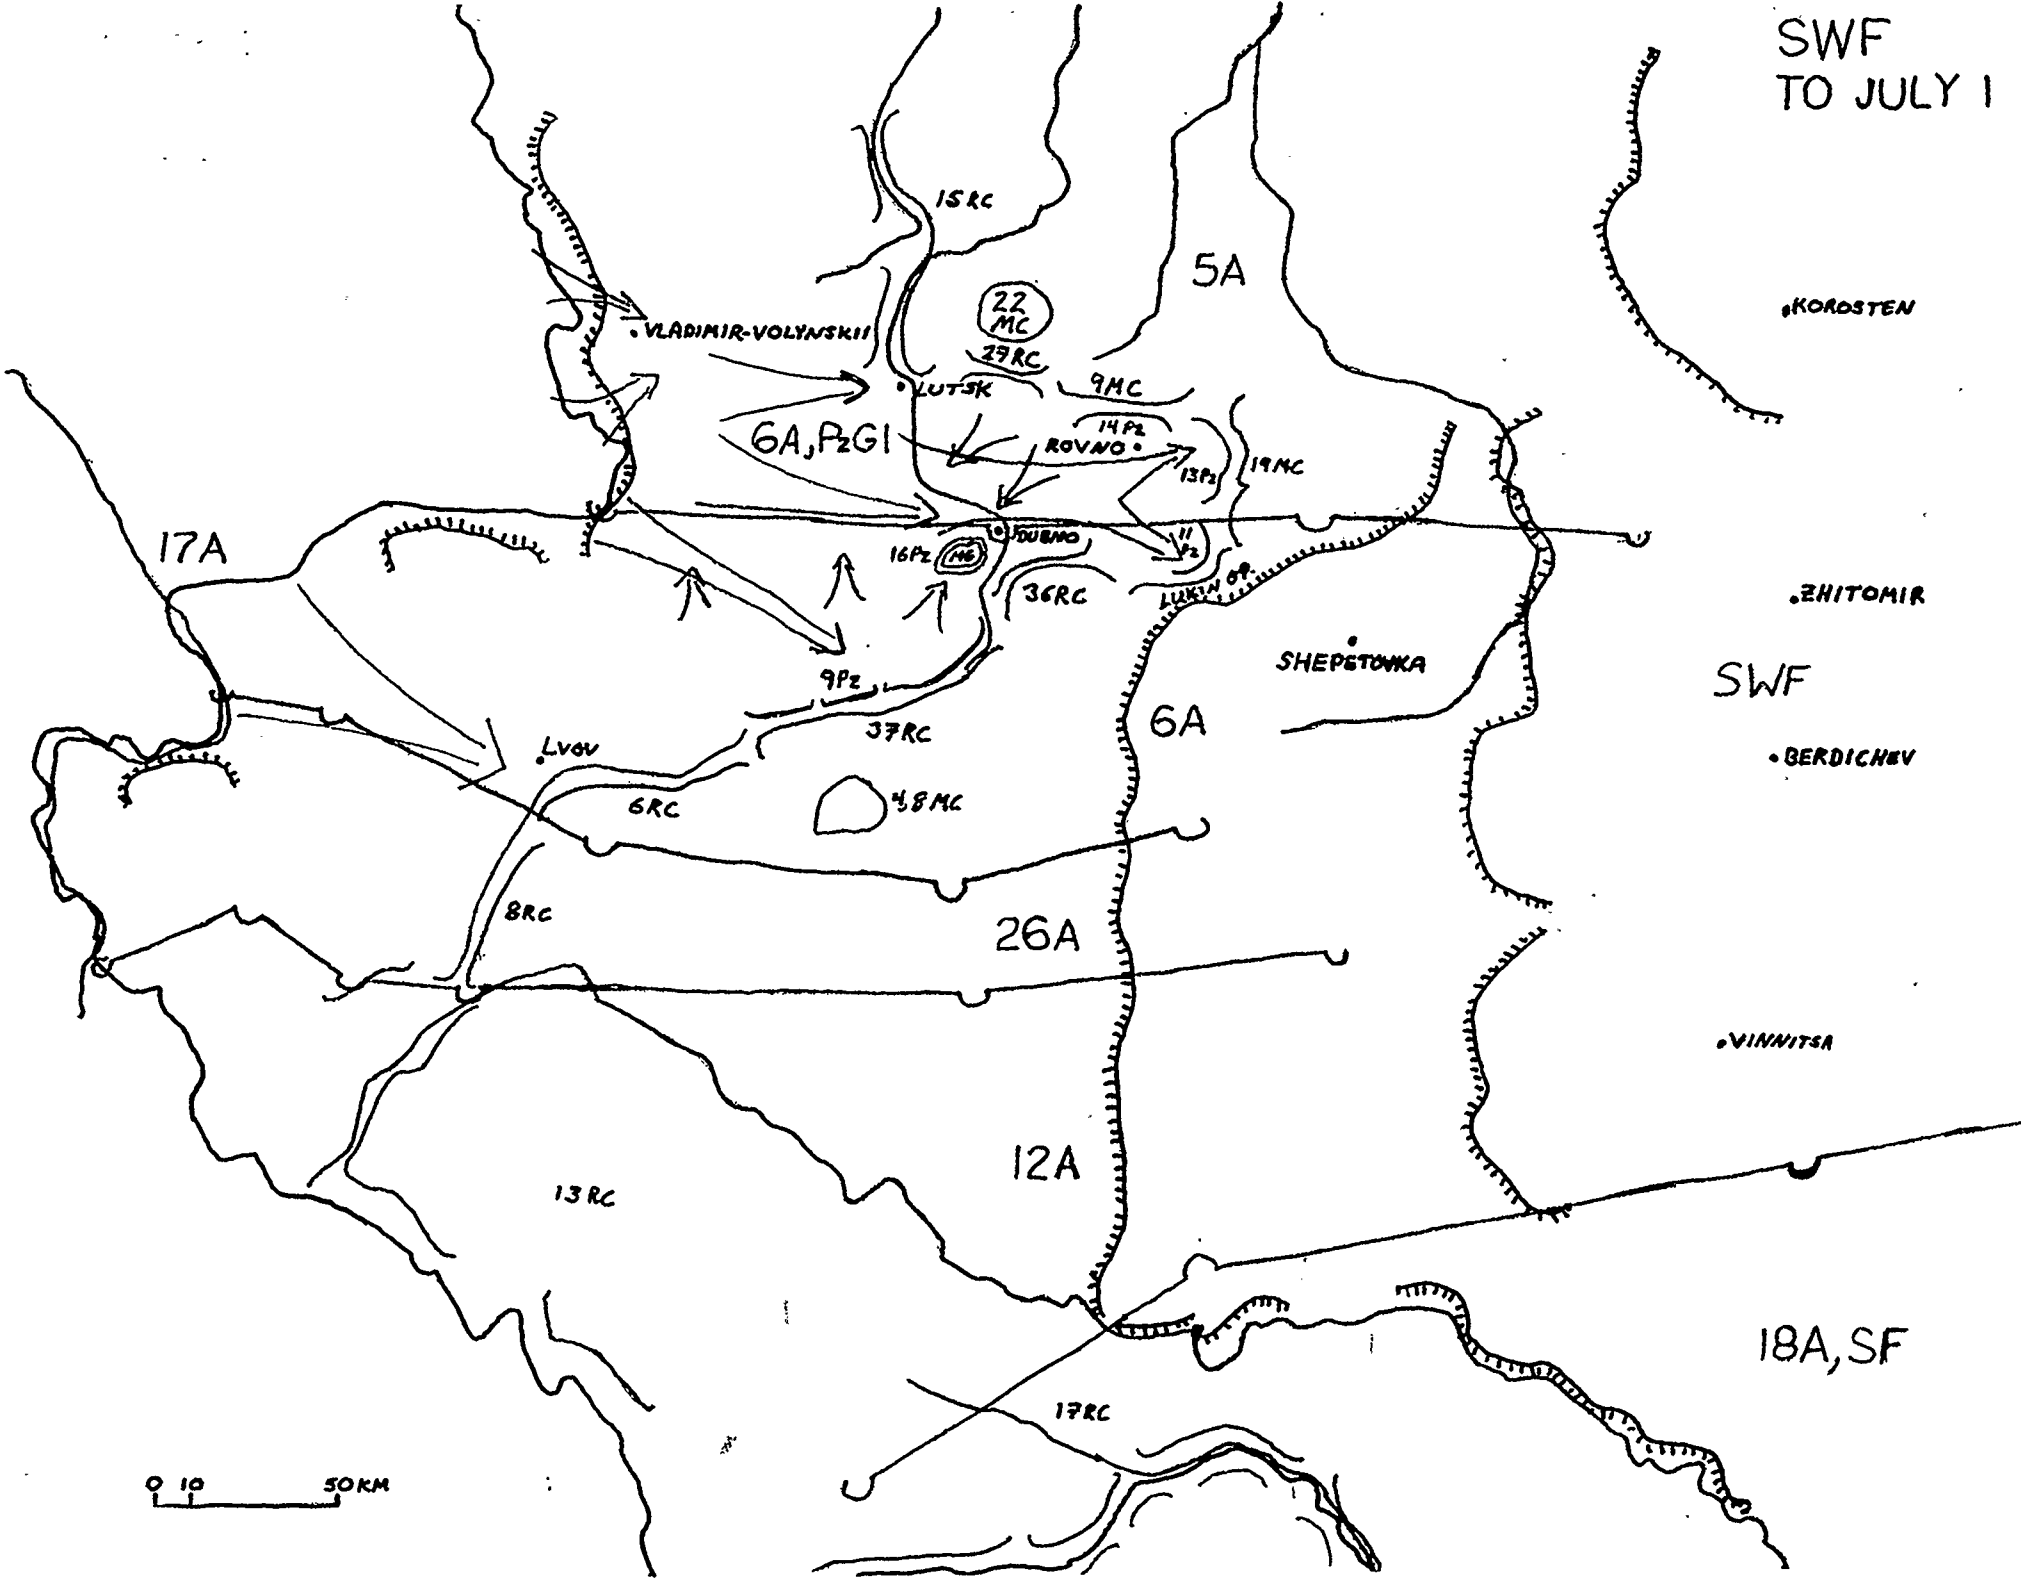 SWF
TO JULY 1
15RC
5A
22
MC
KOROSTEN
VLADIMIR-VOLYNSKII
27RC
LUTSK
9MC
6A, PzG1
14Pz
ROVNO
13Pz
19MC
17A
DUBNO
16Pz
11
Pz
36RC
LUKIN OP.
ZHITOMIR
SHEPETOVKA
9Pz
SWF
6A
37RC
LVOV
BERDICHEV
6RC
4,8MC
8RC
26A
VINNITSA
12A
13RC
18A, SF
17RC
0 10 50KM